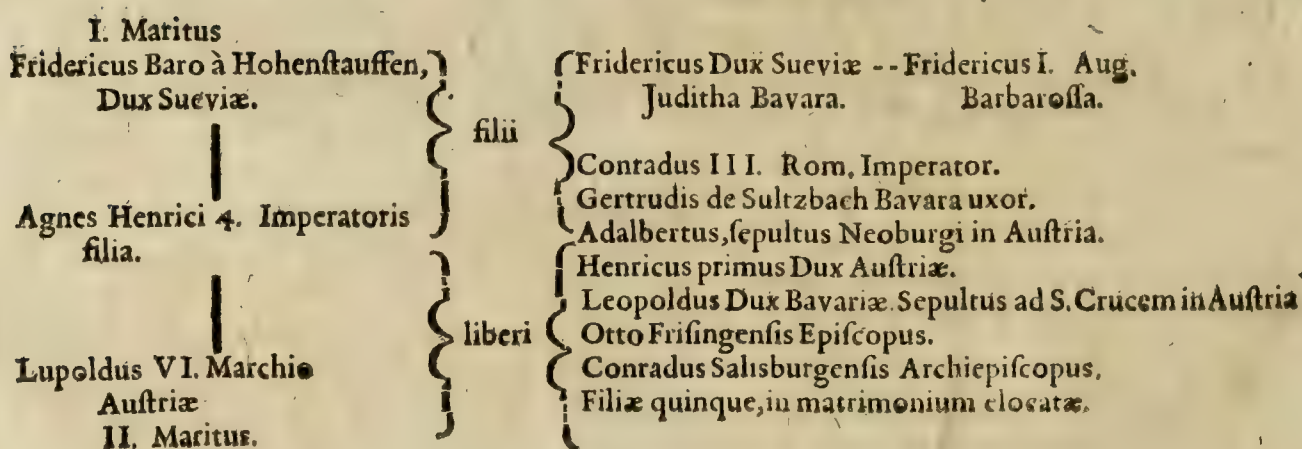 I. Maritus
Fridericus Baro à Hohenſtauffen,
Dux Sueviæ.
Agnes Henrici 4. Imperatoris
filia.
Lupoldus VI. Marchio
Auſtriæ
II. Maritus.
filii
Fridericus Dux Sueviæ -- Fridericus I. Aug.
Juditha Bavara. Barbaroſſa.
Conradus III. Rom. Imperator.
Gertrudis de Sultzbach Bavara uxor.
Adalbertus, ſepultus Neoburgi in Auſtria.
liberi
Henricus primus Dux Auſtriæ.
Leopoldus Dux Bavariæ. Sepultus ad S. Crucem in Auſtria
Otto Friſingenſis Epiſcopus.
Conradus Salisburgenſis Archiepiſcopus.
Filiæ quinque, in matrimonium elocatæ.